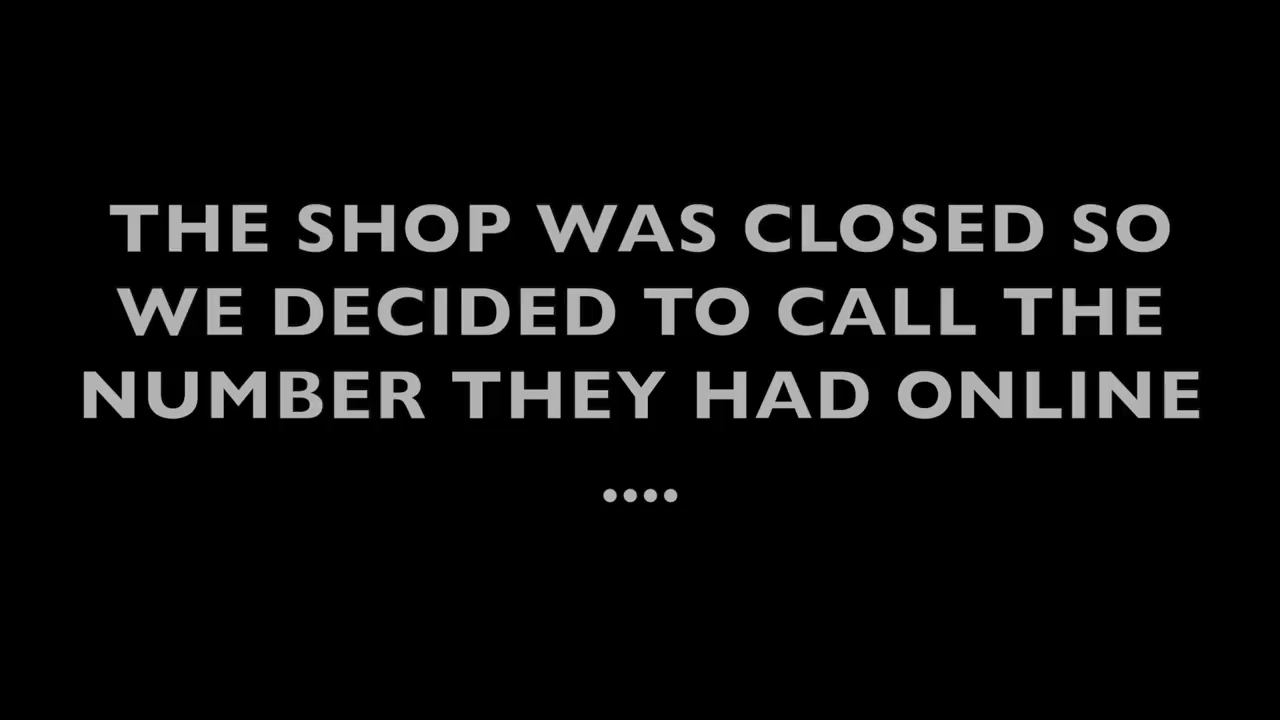 THE SHOP WAS CLOSED SO
WE DECIDED TO CALL THE
NUMBER THEY HAD ONLINE
....